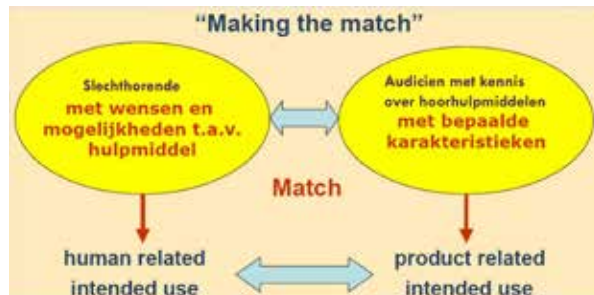 “Making the match”
Slechthorende
met wensen en
mogelijkheden t.a.v.
hulpmiddel
Audicien met kennis
over hoorhulpmiddelen
met bepaalde
karakteristieken
Match
human related
intended use
product related
intended use